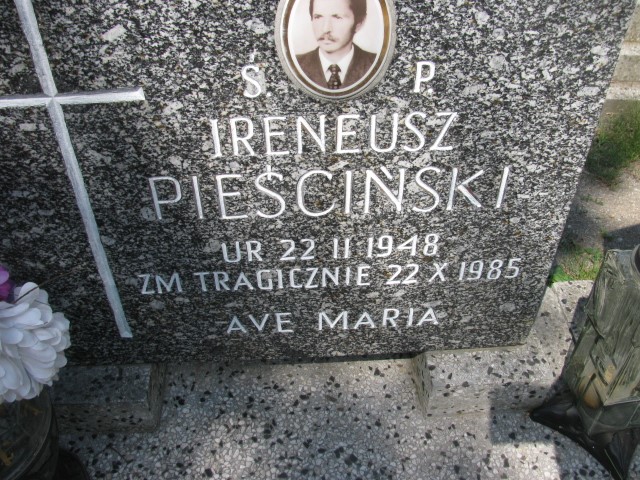 Ś. P.
IRENEUSZ
PIEŚCIŃSKI
UR 22 II 1948
ZM TRAGICZNIE 22 X 1985
AVE MARIA